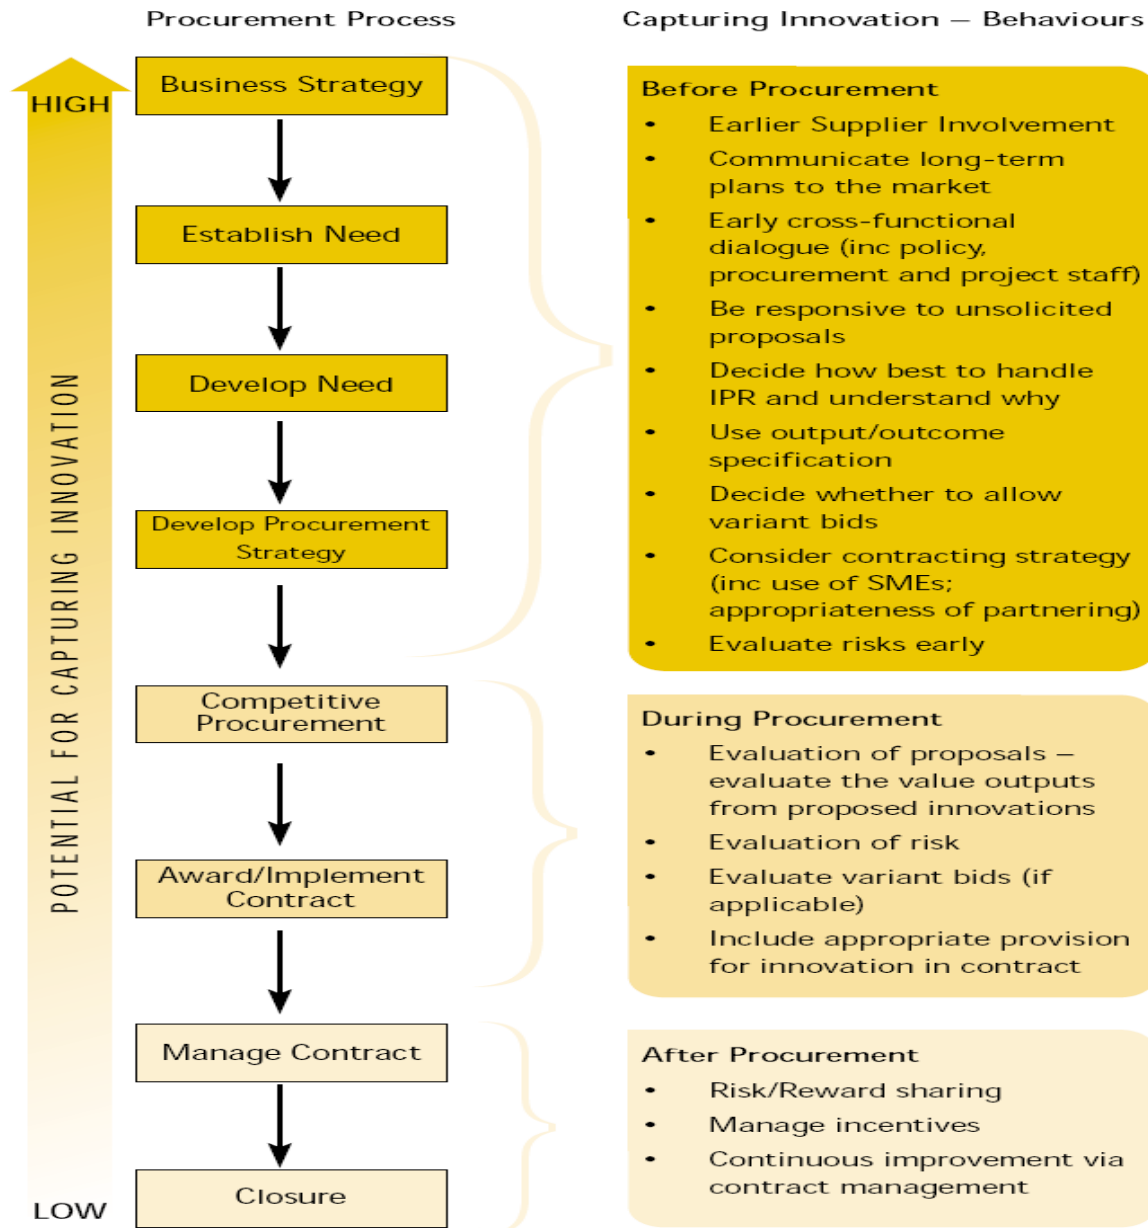 Procurement Process
Capturing Innovation – Behaviours
HIGH
POTENTIAL FOR CAPTURING INNOVATION
LOW
Business Strategy
Establish Need
Develop Need
Develop Procurement
Strategy
Competitive
Procurement
Award/Implement
Contract
Manage Contract
Closure
Before Procurement
• Earlier Supplier Involvement
• Communicate long-term
plans to the market
• Early cross-functional
dialogue (inc policy,
procurement and project staff)
• Be responsive to unsolicited
proposals
• Decide how best to handle
IPR and understand why
• Use output/outcome
specification
• Decide whether to allow
variant bids
• Consider contracting strategy
(inc use of SMEs;
appropriateness of partnering)
• Evaluate risks early
During Procurement
• Evaluation of proposals –
evaluate the value outputs
from proposed innovations
• Evaluation of risk
• Evaluate variant bids (if
applicable)
• Include appropriate provision
for innovation in contract
After Procurement
• Risk/Reward sharing
• Manage incentives
• Continuous improvement via
contract management